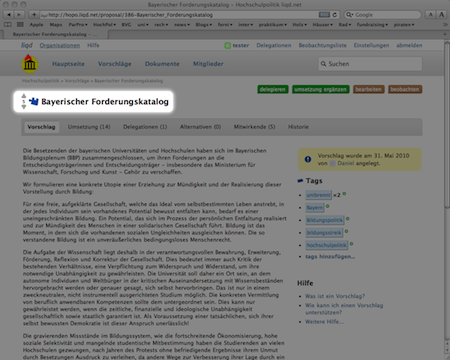 Bayerischer Forderungskatalog – Hochschulpolitik liqd.net
http://hopo.liqd.net/proposal/386-Bayerischer_Forderungskatalog
Bayerischer Forderungskatalog – ...
liqd Organisationen Hilfe tester Delegationen Beobachtungsliste Einstellungen abmelden
Hauptseite Vorschläge Dokumente Mitglieder Suchen
Hochschulpolitik » Vorschläge » Bayerischer Forderungskatalog
delegieren umsetzung ergänzen bearbeiten beobachten
5 Bayerischer Forderungskatalog
Vorschlag Umsetzung (14) Delegationen (1) Alternativen (0) Mitwirkende (5) Historie
Die Besetzenden der bayerischen Universitäten und Hochschulen haben sich im Bayerischen
Bildungsplenum (BBP) zusammengeschlossen, um ihren Forderungen an die
Entscheidungsträgerinnen und Entscheidungsträger – insbesondere das Ministerium für
Wissenschaft, Forschung und Kunst – Gehör zu verschaffen.
Wir formulieren eine konkrete Utopie einer Erziehung zur Mündigkeit und der Realisierung dieser
Vorstellung durch Bildung:
Für eine freie, aufgeklärte Gesellschaft, welche das Ideal vom selbstbestimmten Leben anstrebt, in
der jedes Individuum sein vorhandenes Potential bewusst entfalten kann, bedarf es einer
uneingeschränkten Bildung. Ein Potential, das sich im Prozess der persönlichen Entfaltung realisiert
und zur Mündigkeit des Menschen in einer solidarischen Gesellschaft führt. Bildung ist das
Moment, in dem sich die vorhandenen sozialen Ungleichheiten ausgleichen können. Die so
verstandene Bildung ist ein unveräußerliches bedingungsloses Menschenrecht.
Die Aufgabe der Wissenschaft liegt deshalb in der verantwortungsvollen Bewahrung, Erweiterung,
Förderung, Reflexion und Korrektur der Gesellschaft. Dies bedeutet immer auch Kritik der
bestehenden Verhältnisse, eine Verpflichtung zum Widerspruch und Widerstand, um ihre
notwendige Unabhängigkeit zu gewährleisten. Die Universität soll daher ein Ort sein, an dem
autonome Individuen und Weltbürger in der kritischen Auseinandersetzung mit Wissensbeständen
hervorgebracht werden oder genauer gesagt, sich selbst hervorbringen. Das ist nur in einem
zweckneutralen, nicht instrumentell ausgerichteten Studium möglich. Die konkreten Vermittlung
von beruflich anwendbaren Kompetenzen sollte dem untergeordnet sein. Dies kann nur
gewährleistet werden, wenn die zeitliche, finanzielle und ideologische Unabhängigkeit
gesellschaftlich sowie staatlich garantiert ist. Als Voraussetzung einer tatsächlichen, sich ihrer
selbst bewussten Demokratie ist dieser Anspruch unerlässlich!
Die gravierenden Missstände im Bildungssystem, wie die fortschreitende Ökonomisierung, hohe
soziale Selektivität und mangelnde studentische Mitbestimmung haben die Studierenden an vielen
Hochschulen gezwungen, nach Jahren des Protests ohne befriedigende Ergebnisse ihrem Unmut
durch Besetzungen Ausdruck zu verleihen, da andere Wege zur Verbesserung ihrer Lage durch die
Vorschlag wurde am 31. Mai 2010
von Daniel angelegt.
Tags
unibrennt ×2
Bayern
Bildungspolitik
bildungsstreik
hochschulpolitik
tags hinzufügen...
Hilfe
Was ist ein Vorschlag?
Wie kann ich einen Vorschlag
unterstützen?
Weitere Hilfe...